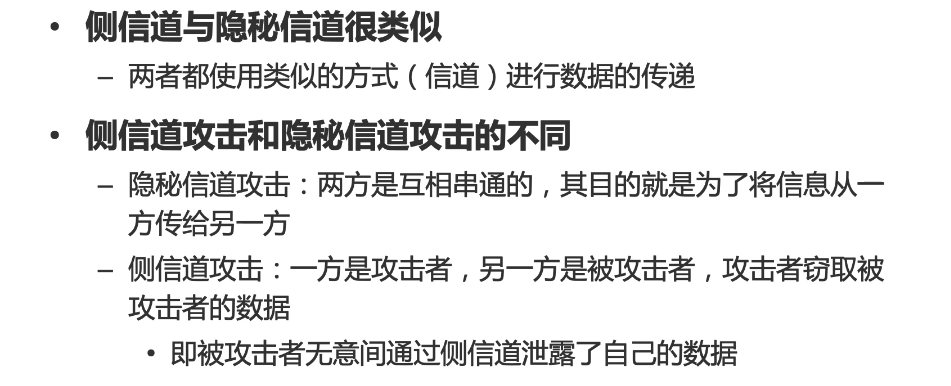 • 侧信道与隐秘信道很类似
– 两者都使用类似的方式（信道）进行数据的传递
• 侧信道攻击和隐秘信道攻击的不同
– 隐秘信道攻击：两方是互相串通的，其目的就是为了将信息从一
方传给另一方
– 侧信道攻击：一方是攻击者，另一方是被攻击者，攻击者窃取被
攻击者的数据
• 即被攻击者无意间通过侧信道泄露了自己的数据